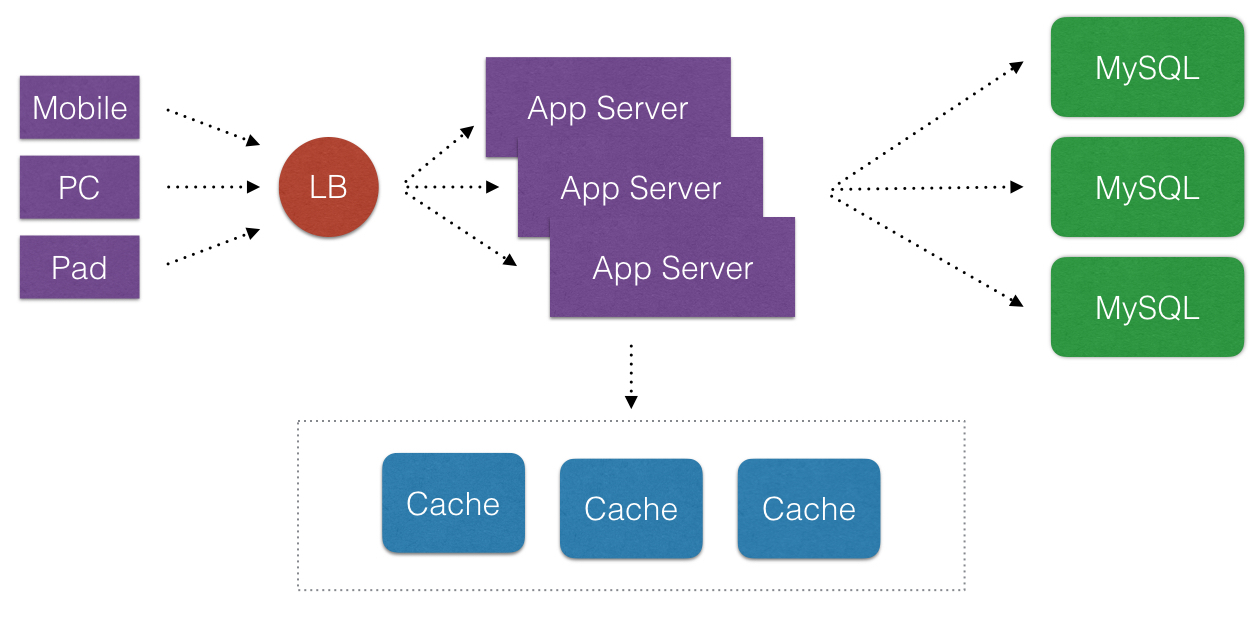 Mobile
PC
Pad
LB
App Server
App Server
App Server
MySQL
MySQL
MySQL
Cache
Cache
Cache